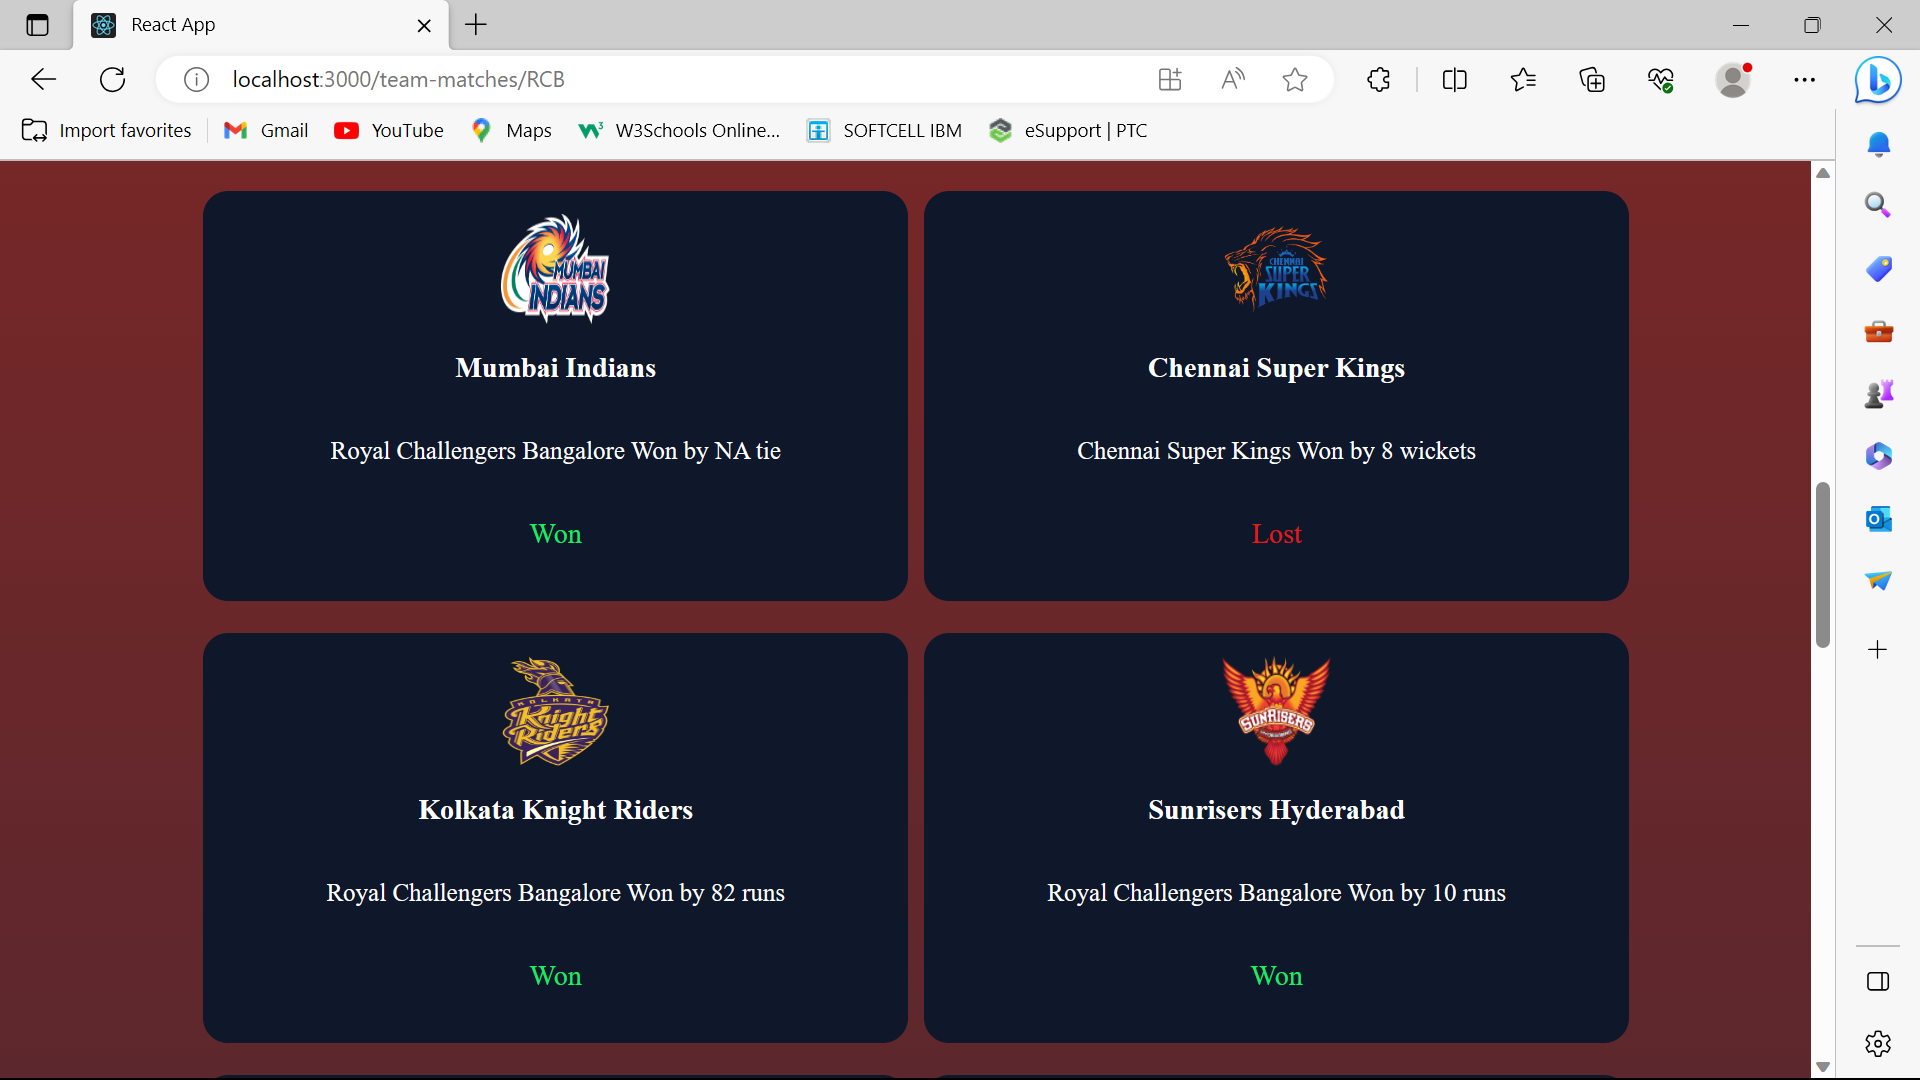 React App
localhost:3000/team-matches/RCB
Import favorites
Gmail
YouTube
Maps
W3Schools Online...
SOFTCELL IBM
eSupport | PTC
MUMBAI
INDIANS
Mumbai Indians
Royal Challengers Bangalore Won by NA tie
Won
CHENNAI
SUPER
KINGS
Chennai Super Kings
Chennai Super Kings Won by 8 wickets
Lost
KOLKATA
Knight
Riders
Kolkata Knight Riders
Royal Challengers Bangalore Won by 82 runs
Won
SUNRISERS
Sunrisers Hyderabad
Royal Challengers Bangalore Won by 10 runs
Won